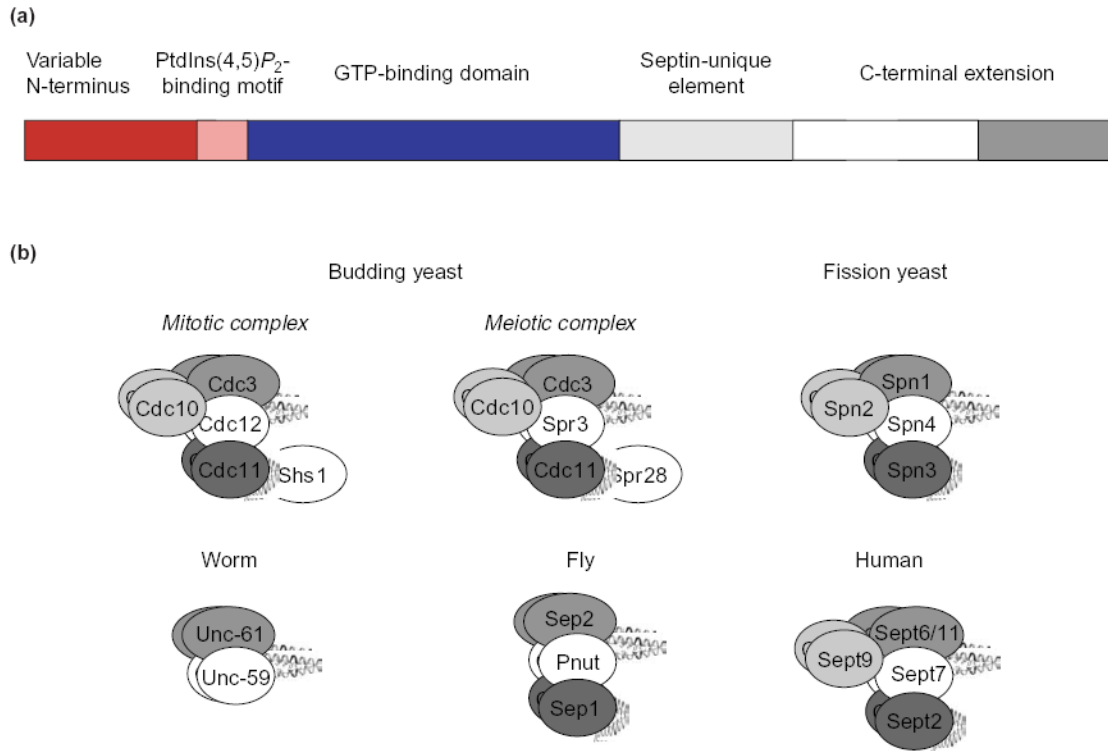 (a)
Variable
N-terminus
PtdIns(4,5)P2-
binding motif
GTP-binding domain
Septin-unique
element
C-terminal extension
(b)
Budding yeast
Fission yeast
Mitotic complex
Meiotic complex
Cdc3
Cdc10
Cdc12
Cdc11
Shs1
Cdc3
Cdc10
Spr3
Cdc11
Spr28
Spn1
Spn2
Spn4
Spn3
Worm
Fly
Human
Unc-61
Unc-59
Sep2
Pnut
Sep1
Sept6/11
Sept9
Sept7
Sept2